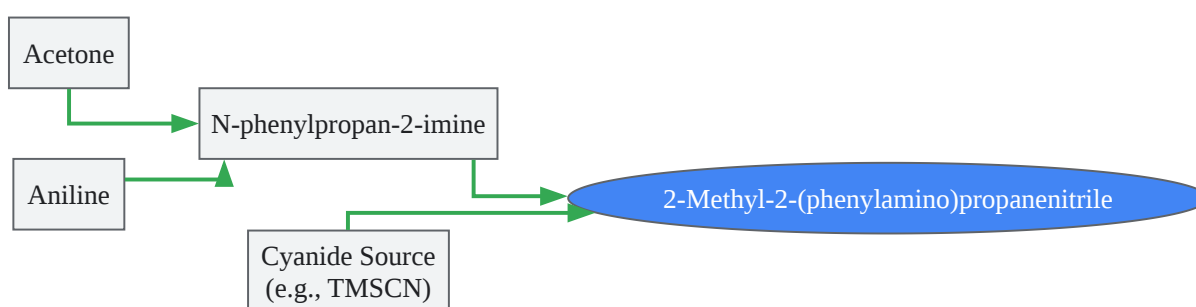 Acetone
N-phenylpropan-2-imine
Aniline
2-Methyl-2-(phenylamino)propanenitrile
Cyanide Source
(e.g., TMSCN)